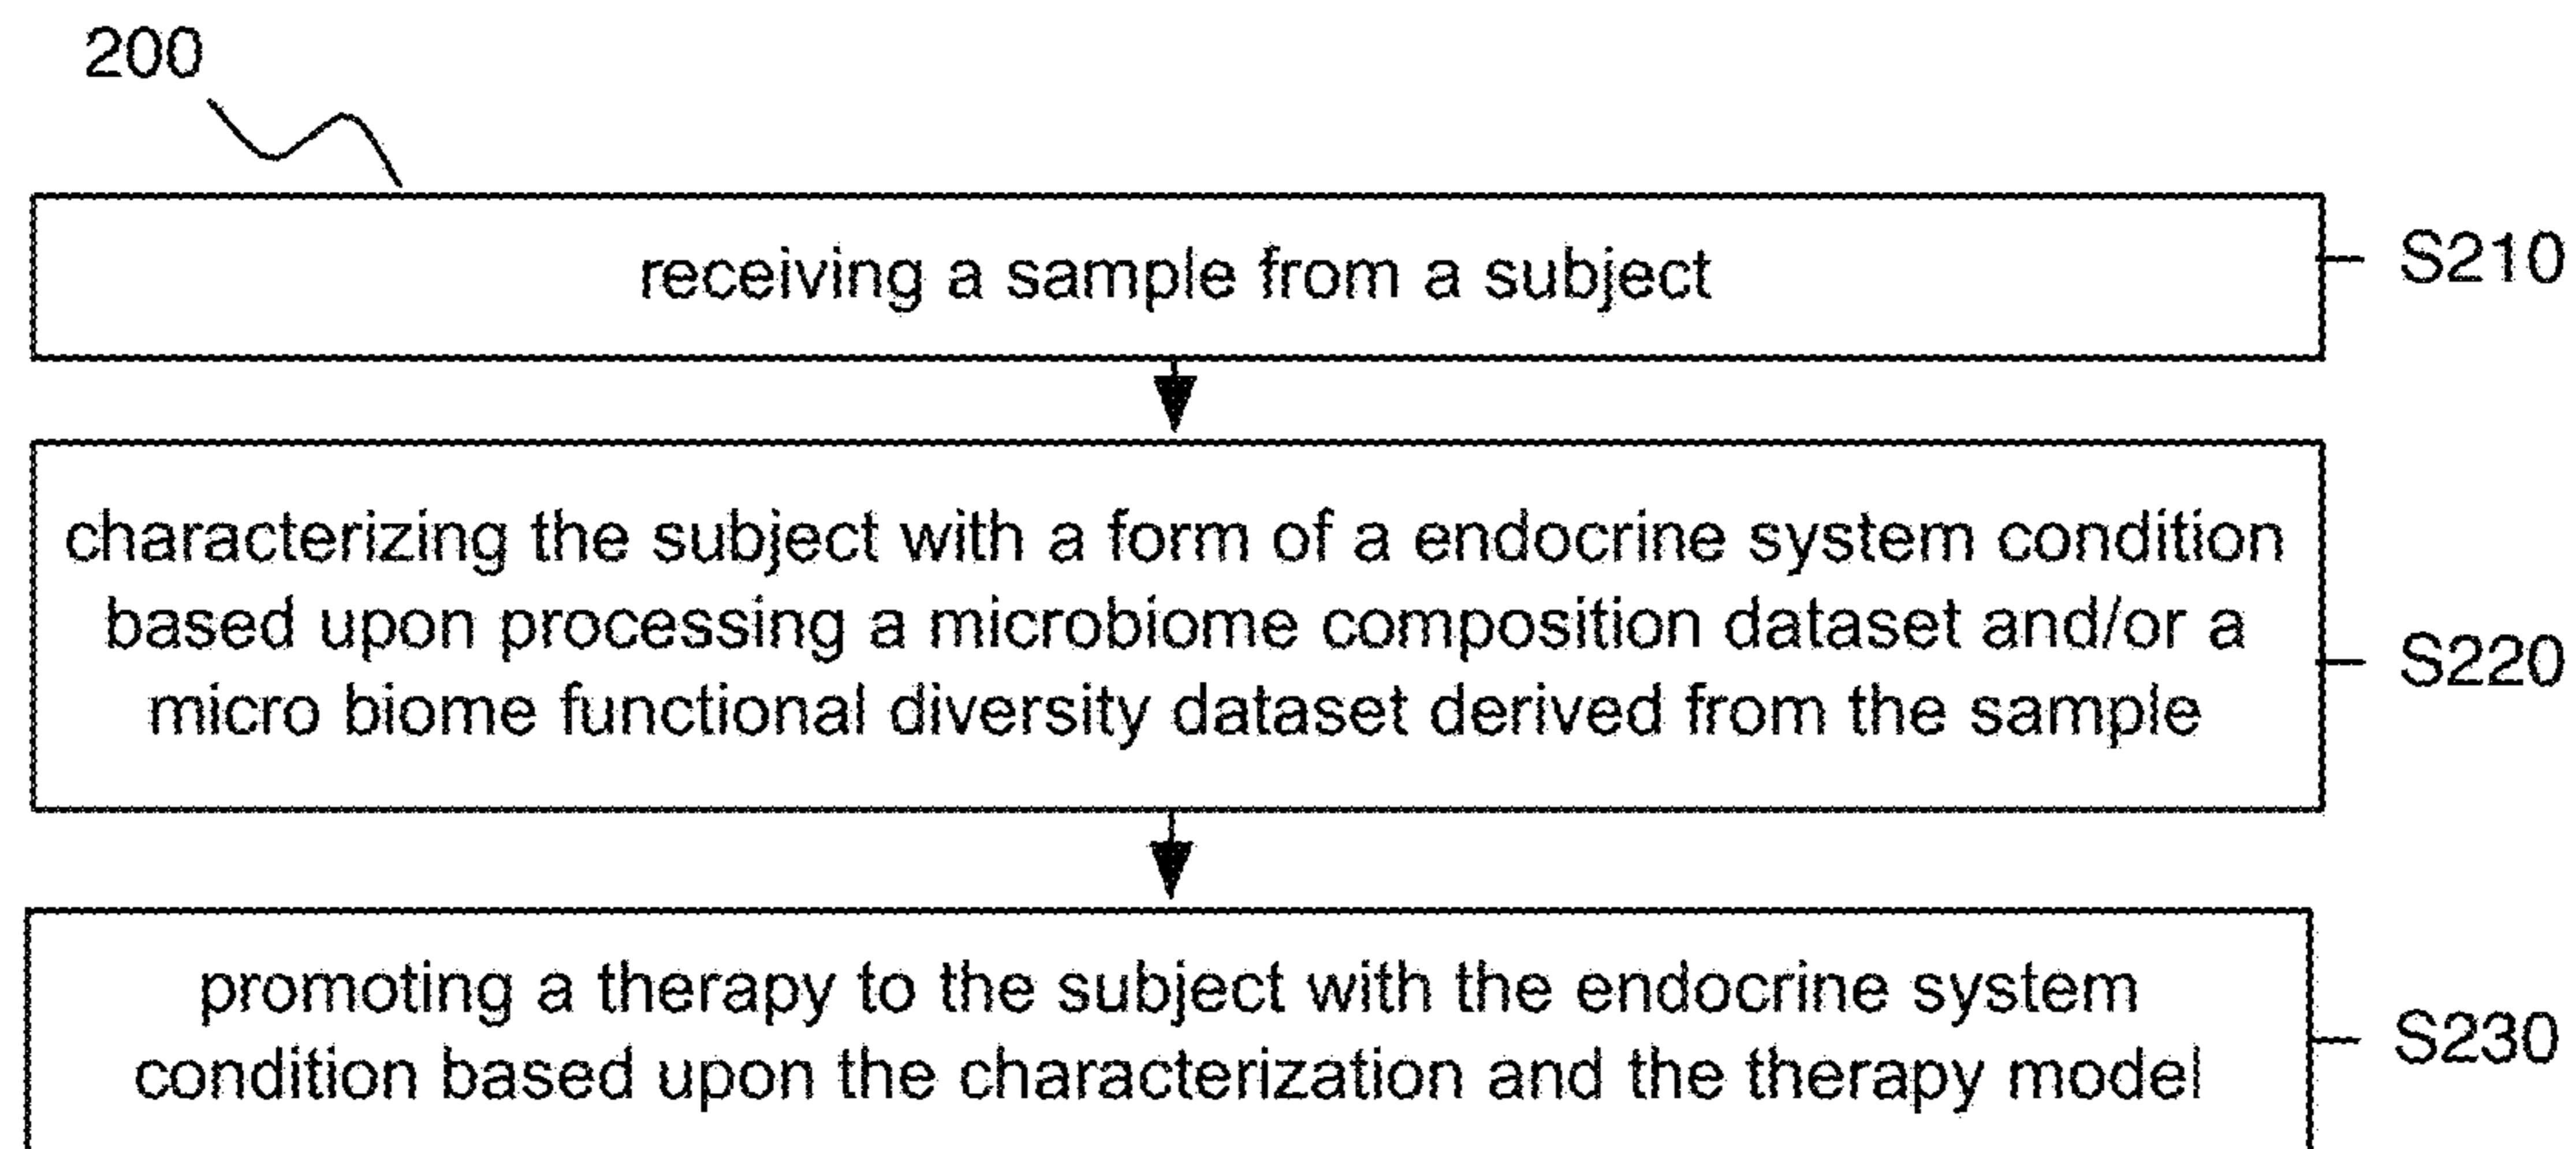 200
receiving a sample from a subject
S210
characterizing the subject with a form of a endocrine system condition
based upon processing a microbiome composition dataset and/or a
micro biome functional diversity dataset derived from the sample
S220
promoting a therapy to the subject with the endocrine system
condition based upon the characterization and the therapy model
S230